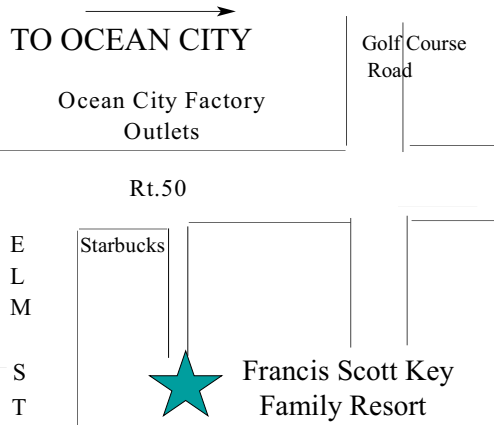 TO OCEAN CITY
Golf Course
Road
Ocean City Factory
Outlets
Rt.50
Starbucks
E
L
M
S
T
Francis Scott Key
Family Resort